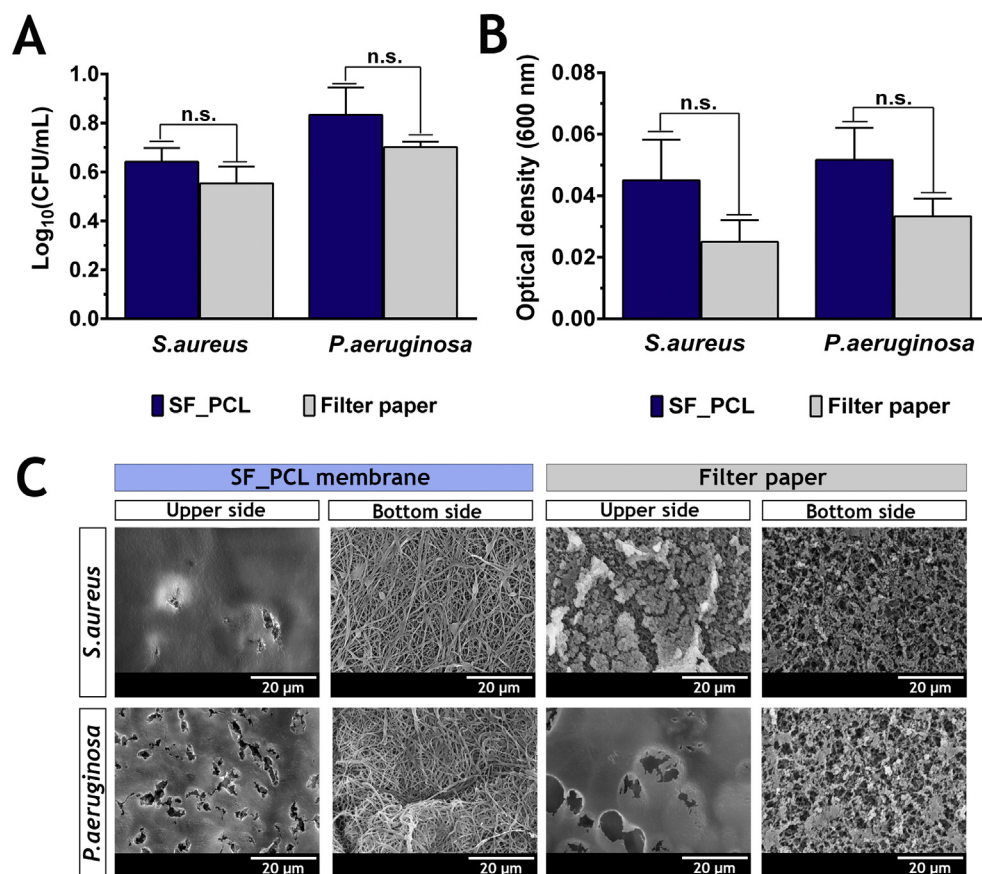 A
Log10(CFU/mL)
1.0
0.8
0.6
0.4
0.2
0.0
n.s.
n.s.
S.aureus
P.aeruginosa
SF_PCL
Filter paper
B
Optical density (600 nm)
0.08
0.06
0.04
0.02
0.00
n.s.
n.s.
S.aureus
P.aeruginosa
SF_PCL
Filter paper
C
SF_PCL membrane
Filter paper
Upper side
Bottom side
Upper side
Bottom side
S.aureus
20 µm
20 µm
20 µm
20 µm
P.aeruginosa
20 µm
20 µm
20 µm
20 µm